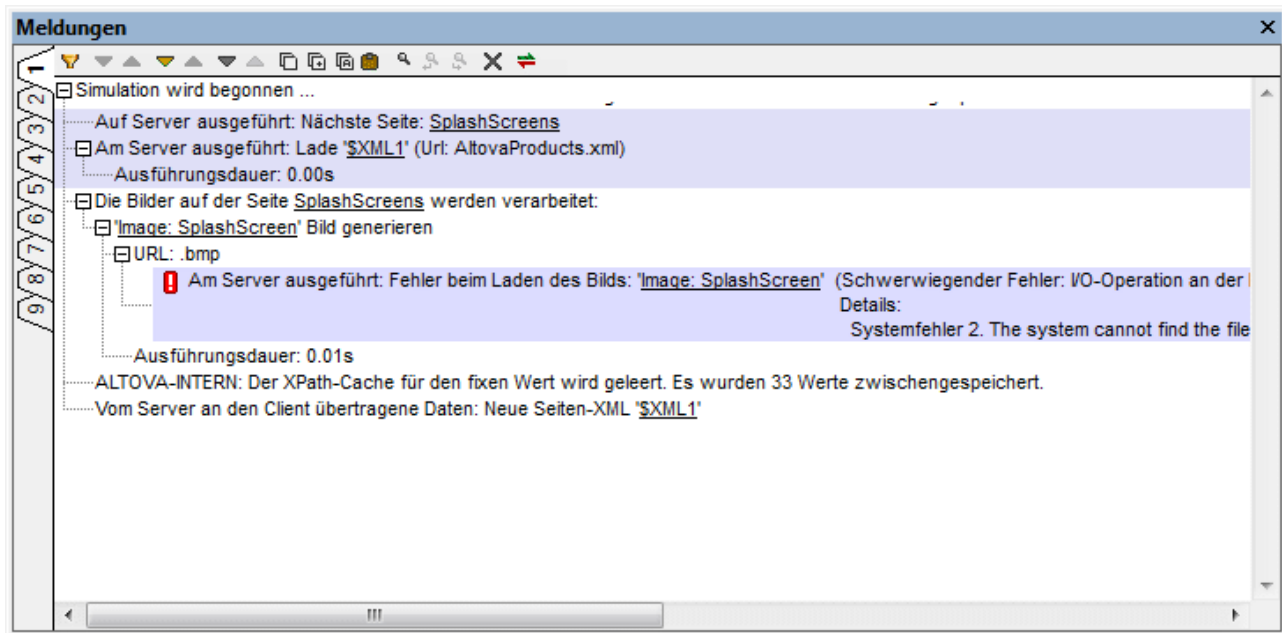 Meldungen
Simulation wird begonnen ...
Auf Server ausgeführt: Nächste Seite: SplashScreens
Am Server ausgeführt: Lade '$XML1' (Url: AltovaProducts.xml)
Ausführungsdauer: 0.00s
Die Bilder auf der Seite SplashScreens werden verarbeitet:
'Image: SplashScreen' Bild generieren
URL: .bmp
Am Server ausgeführt: Fehler beim Laden des Bilds: 'Image: SplashScreen' (Schwerwiegender Fehler: I/O-Operation an der
Details:
Systemfehler 2. The system cannot find the file
Ausführungsdauer: 0.01s
ALTOVA-INTERN: Der XPath-Cache für den fixen Wert wird geleert. Es wurden 33 Werte zwischengespeichert.
Vom Server an den Client übertragene Daten: Neue Seiten-XML '$XML1'
1
2
3
4
5
6
7
8
9